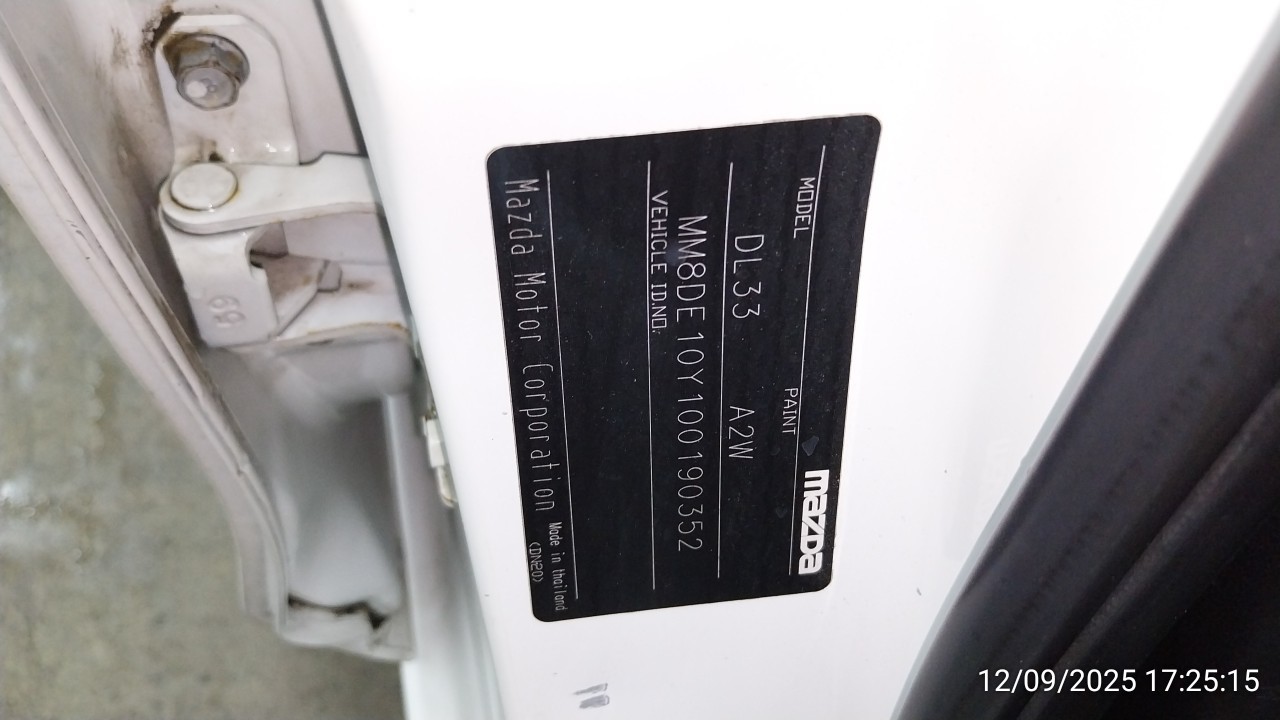 mazda
MODEL PAINT
DL33 A2W
MM8DE10Y100190352
VEHICLE ID.NO.
Mazda Motor Corporation Made in thailand
(DN20)
69
12/09/2025 17:25:15